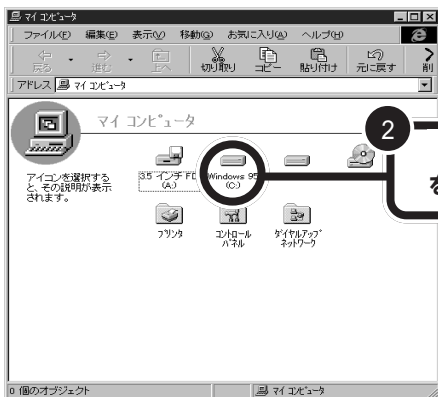 マイ コンピュータ
ファイル(F) 編集(E) 表示(V) 移動(G) お気に入り(A) ヘルプ(H)
戻る 進む 上へ 切り取り コピー 貼り付け 元に戻す 削
アドレス マイ コンピュータ
マイ コンピュータ
2
を
アイコンを選択する
と、その説明が表示
されます。
3.5 インチ FD
(A:)
Windows 95
(C:)
プリンタ
コントロール
パネル
ダイヤルアップ
ネットワーク
0 個のオブジェクト
マイ コンピュータ